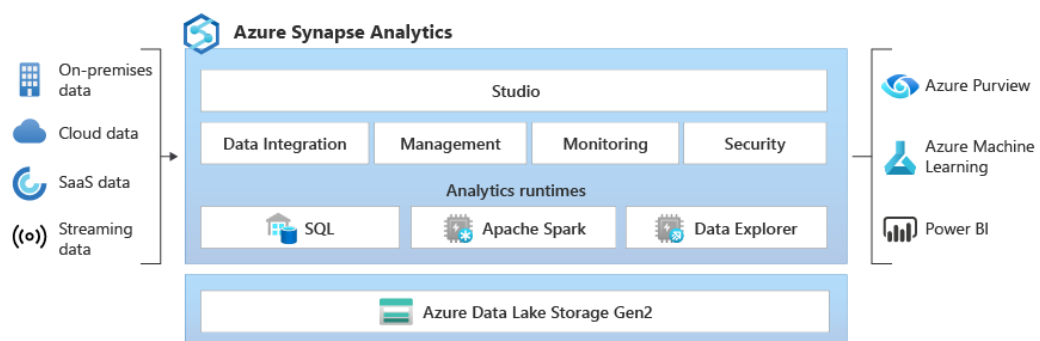 Azure Synapse Analytics
On-premises
data
Cloud data
SaaS data
Streaming
data
Studio
Data Integration
Management
Monitoring
Security
Analytics runtimes
SQL
Apache Spark
Data Explorer
Azure Data Lake Storage Gen2
Azure Purview
Azure Machine
Learning
Power BI